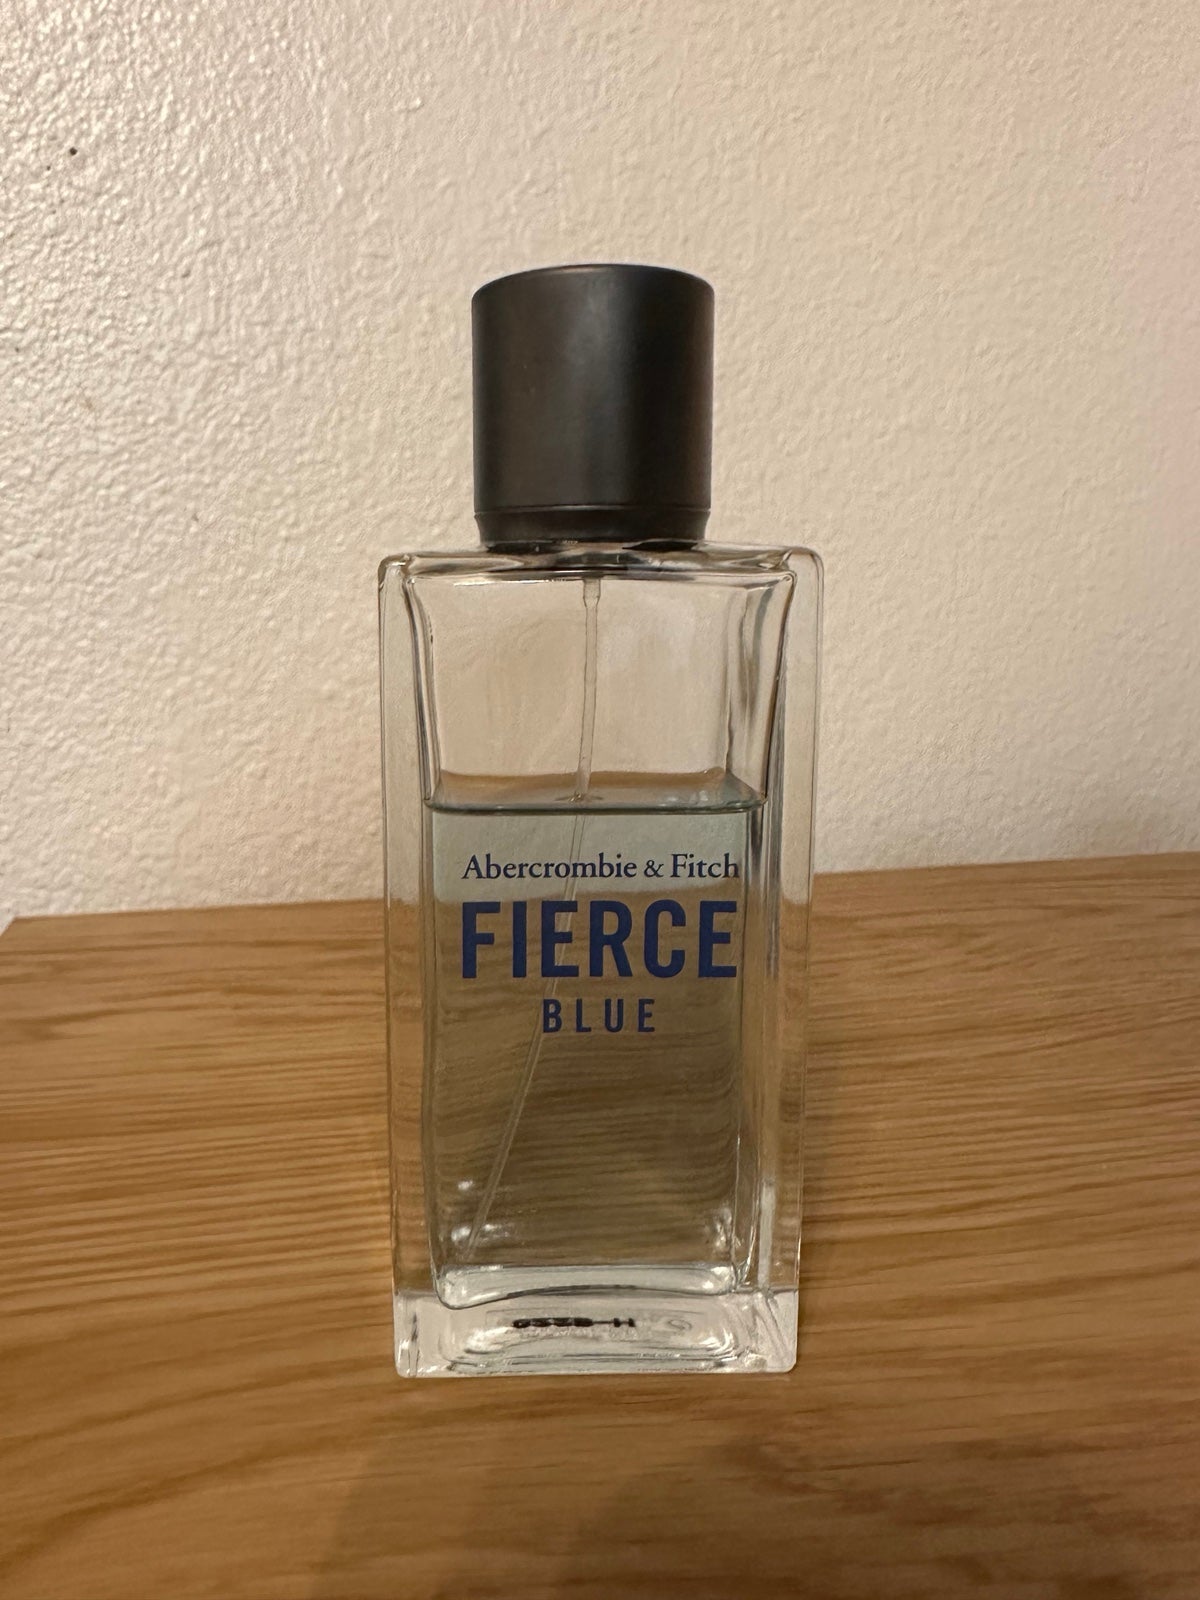 Abercrombie & Fitch
FIERCE
BLUE